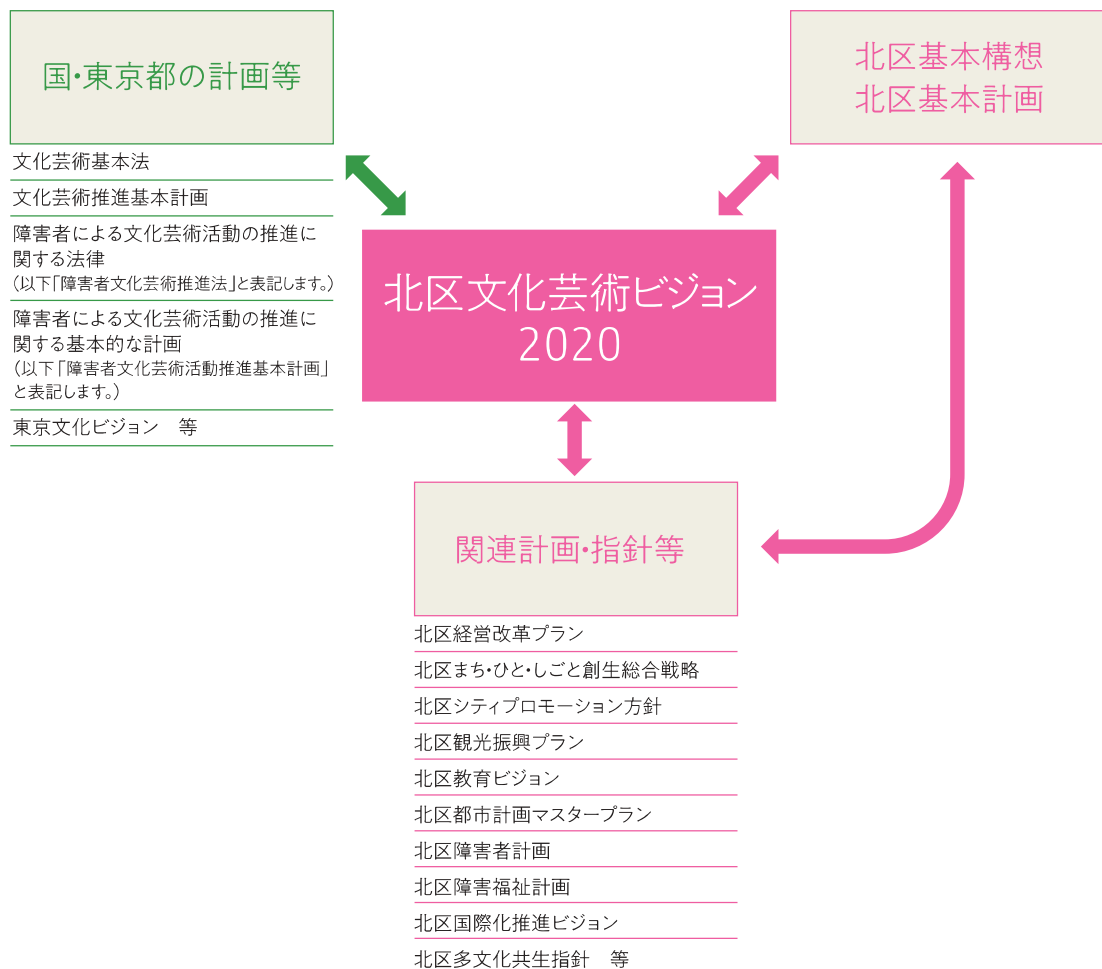 国・東京都の計画等
文化芸術基本法
文化芸術推進基本計画
障害者による文化芸術活動の推進に
関する法律
(以下「障害者文化芸術推進法」と表記します。)
障害者による文化芸術活動の推進に
関する基本的な計画
(以下「障害者文化芸術活動推進基本計画」
と表記します。)
東京文化ビジョン　等
北区基本構想
北区基本計画
北区文化芸術ビジョン
2020
関連計画・指針等
北区経営改革プラン
北区まち・ひと・しごと創生総合戦略
北区シティプロモーション方針
北区観光振興プラン
北区教育ビジョン
北区都市計画マスタープラン
北区障害者計画
北区障害福祉計画
北区国際化推進ビジョン
北区多文化共生指針　等